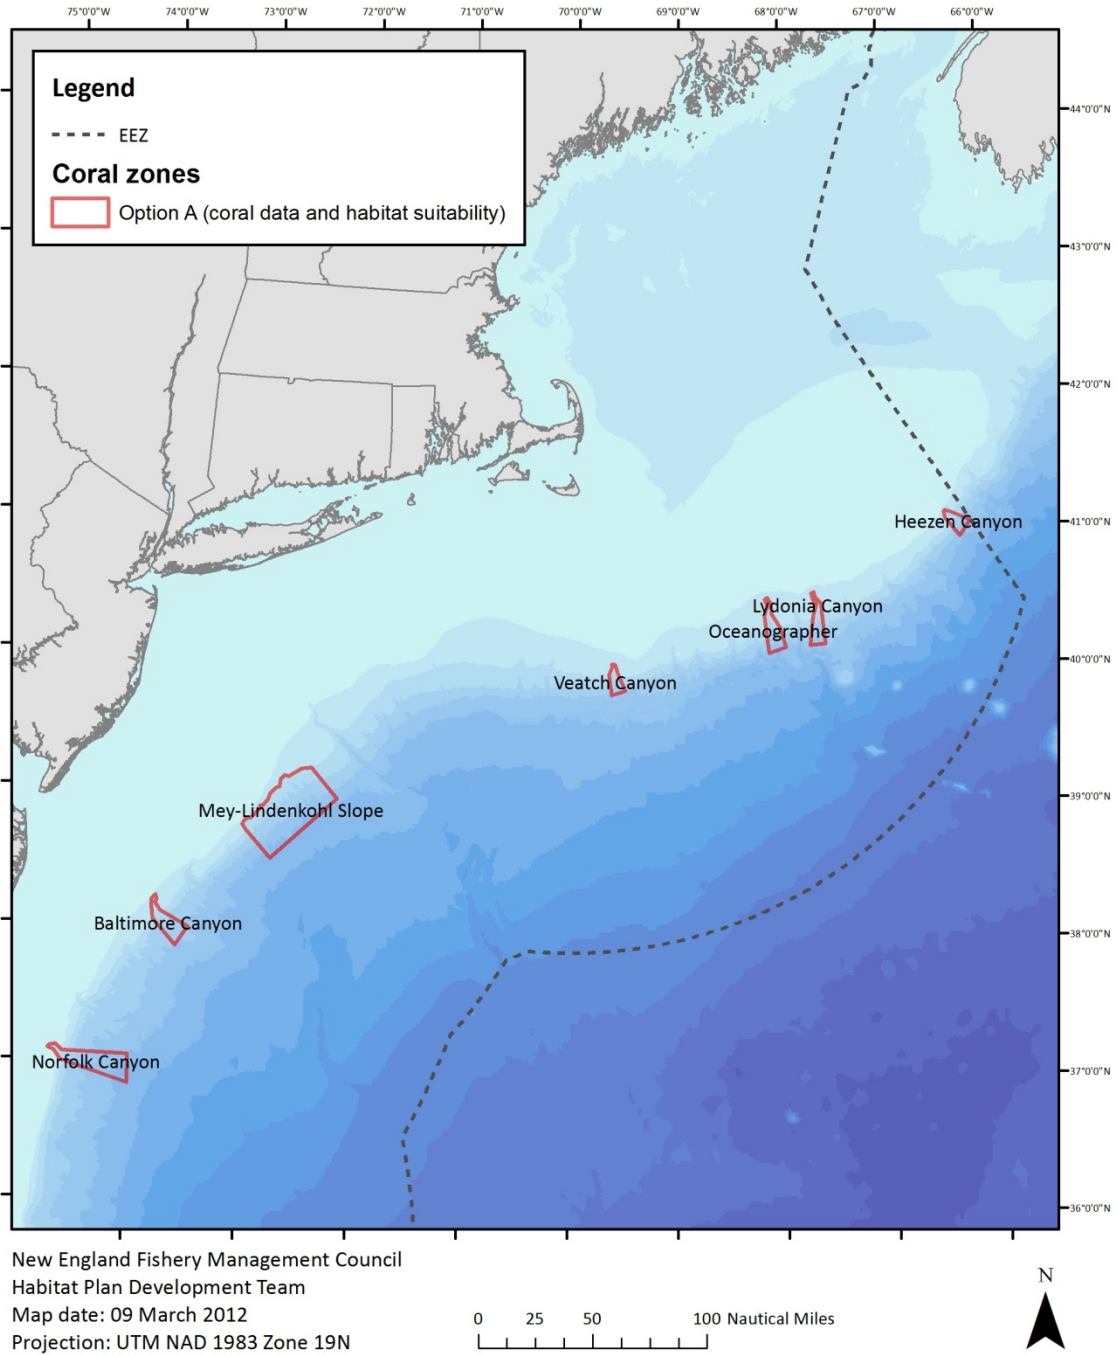 75°0'0"W 74°0'0"W 73°0'0"W 72°0'0"W 71°0'0"W 70°0'0"W 69°0'0"W 68°0'0"W 67°0'0"W 66°0'0"W
Legend
EEZ
Coral zones
Option A (coral data and habitat suitability)
44°0'0"N
43°0'0"N
42°0'0"N
41°0'0"N
Heezen Canyon
Lydonia Canyon
Oceanographer
40°0'0"N
Veatch Canyon
39°0'0"N
Mey-Lindenkohl Slope
Baltimore Canyon
38°0'0"N
Norfolk Canyon
37°0'0"N
36°0'0"N
New England Fishery Management Council
Habitat Plan Development Team
Map date: 09 March 2012
Projection: UTM NAD 1983 Zone 19N
0 25 50 100 Nautical Miles
N